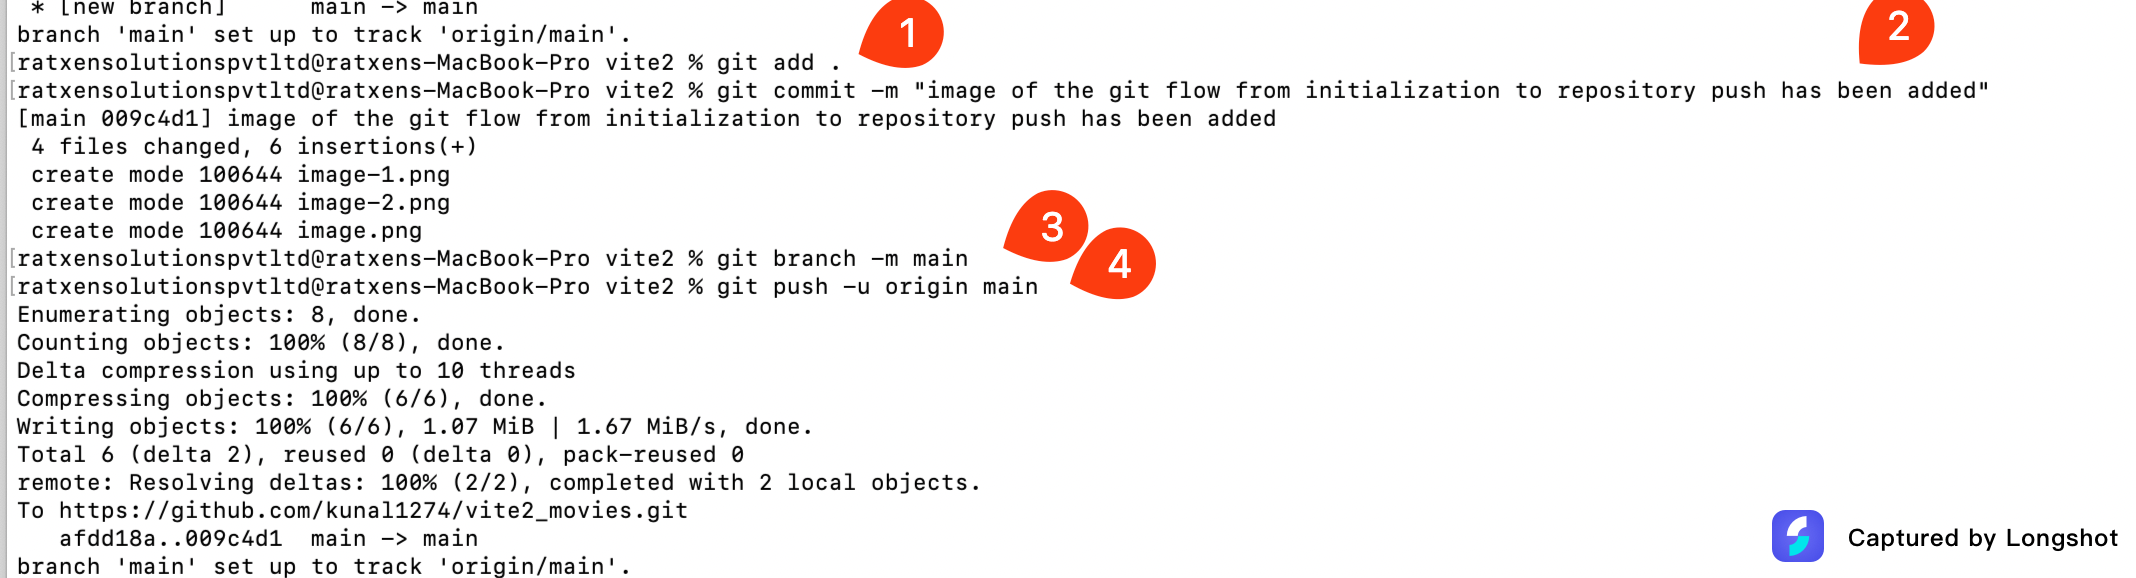 * [new branch]      main -> main
branch 'main' set up to track 'origin/main'.
1
2
[ratxensolutionspvtltd@ratxens-MacBook-Pro vite2 % git add .
[ratxensolutionspvtltd@ratxens-MacBook-Pro vite2 % git commit -m "image of the git flow from initialization to repository push has been added"
[main 009c4d1] image of the git flow from initialization to repository push has been added
4 files changed, 6 insertions(+)
create mode 100644 image-1.png
create mode 100644 image-2.png
create mode 100644 image.png
3
[ratxensolutionspvtltd@ratxens-MacBook-Pro vite2 % git branch -m main
4
[ratxensolutionspvtltd@ratxens-MacBook-Pro vite2 % git push -u origin main
Enumerating objects: 8, done.
Counting objects: 100% (8/8), done.
Delta compression using up to 10 threads
Compressing objects: 100% (6/6), done.
Writing objects: 100% (6/6), 1.07 MiB | 1.67 MiB/s, done.
Total 6 (delta 2), reused 0 (delta 0), pack-reused 0
remote: Resolving deltas: 100% (2/2), completed with 2 local objects.
To https://github.com/kunal1274/vite2_movies.git
afdd18a..009c4d1  main -> main
branch 'main' set up to track 'origin/main'.
Captured by Longshot